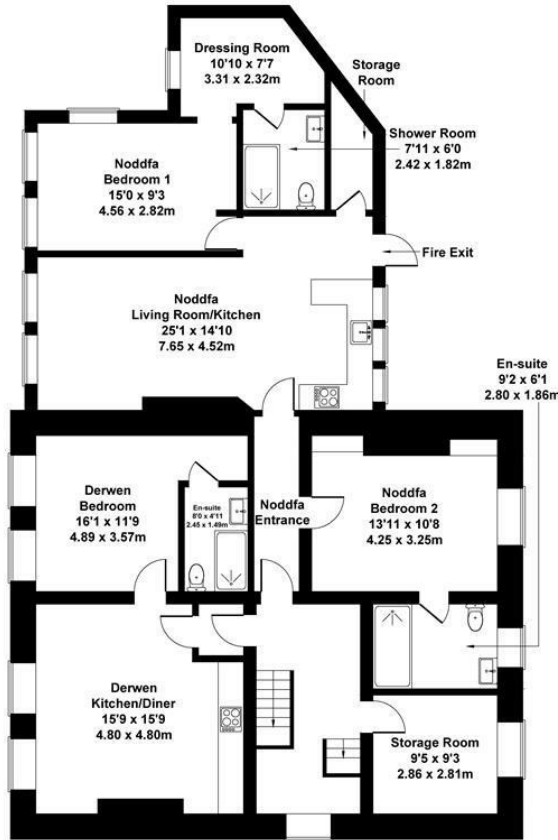 Dressing Room
10'10 x 7'7
3.31 x 2.32m
Storage
Room
Shower Room
7'11 x 6'0
2.42 x 1.82m
Noddfa
Bedroom 1
15'0 x 9'3
4.56 x 2.82m
Fire Exit
Noddfa
Living Room/Kitchen
25'1 x 14'10
7.65 x 4.52m
En-suite
9'2 x 6'1
2.80 x 1.86m
Derwen
Bedroom
16'1 x 11'9
4.89 x 3.57m
En-suite
8'0 x 4'11
2.45 x 1.49m
Noddfa
Entrance
Noddfa
Bedroom 2
13'11 x 10'8
4.25 x 3.25m
Derwen
Kitchen/Diner
15'9 x 15'9
4.80 x 4.80m
Storage Room
9'5 x 9'3
2.86 x 2.81m